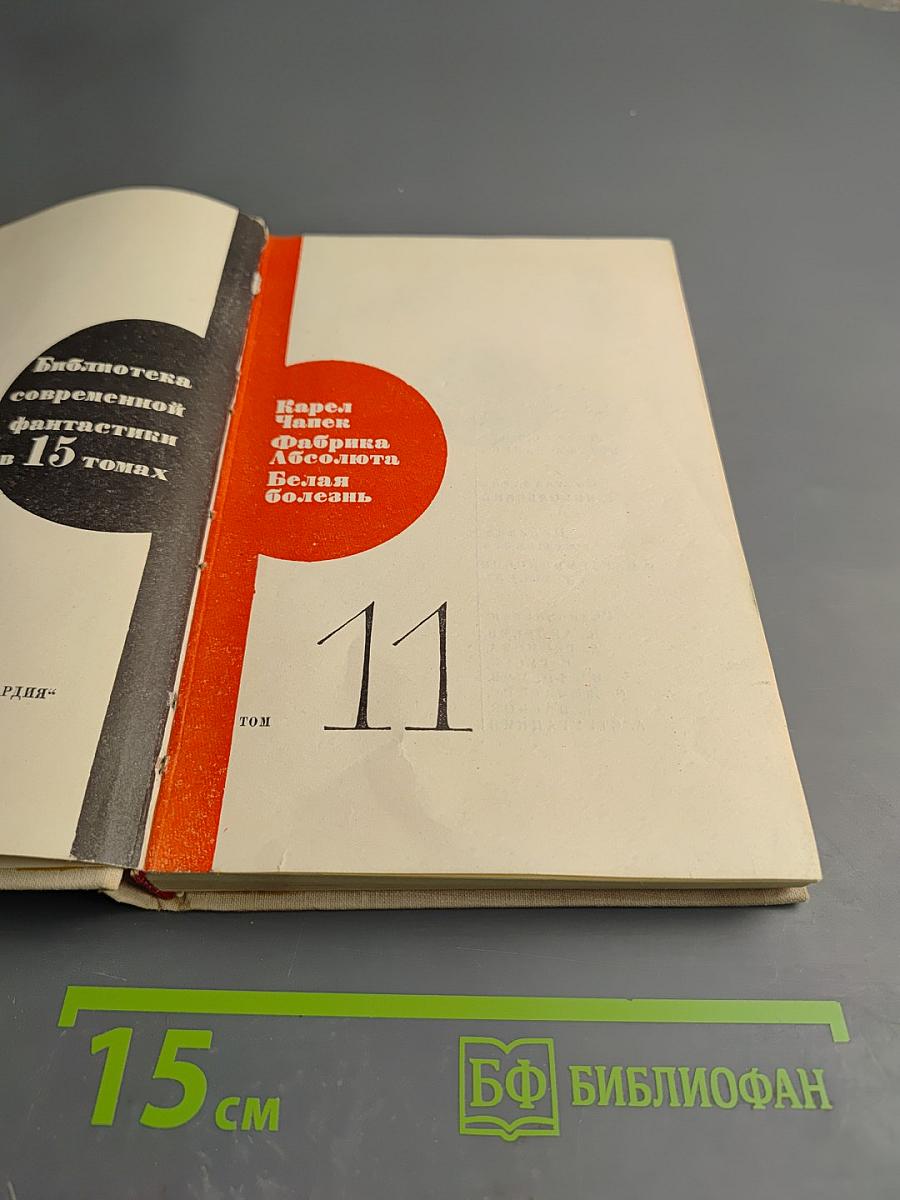 Библиотека
современной
фантастики
в 15 томах
РДИЯ“
Карел
Чапек
Фабрика
Абсолюта
Белая
болезнь
ТОМ 11
15 см
БФ БИБЛИОФАН